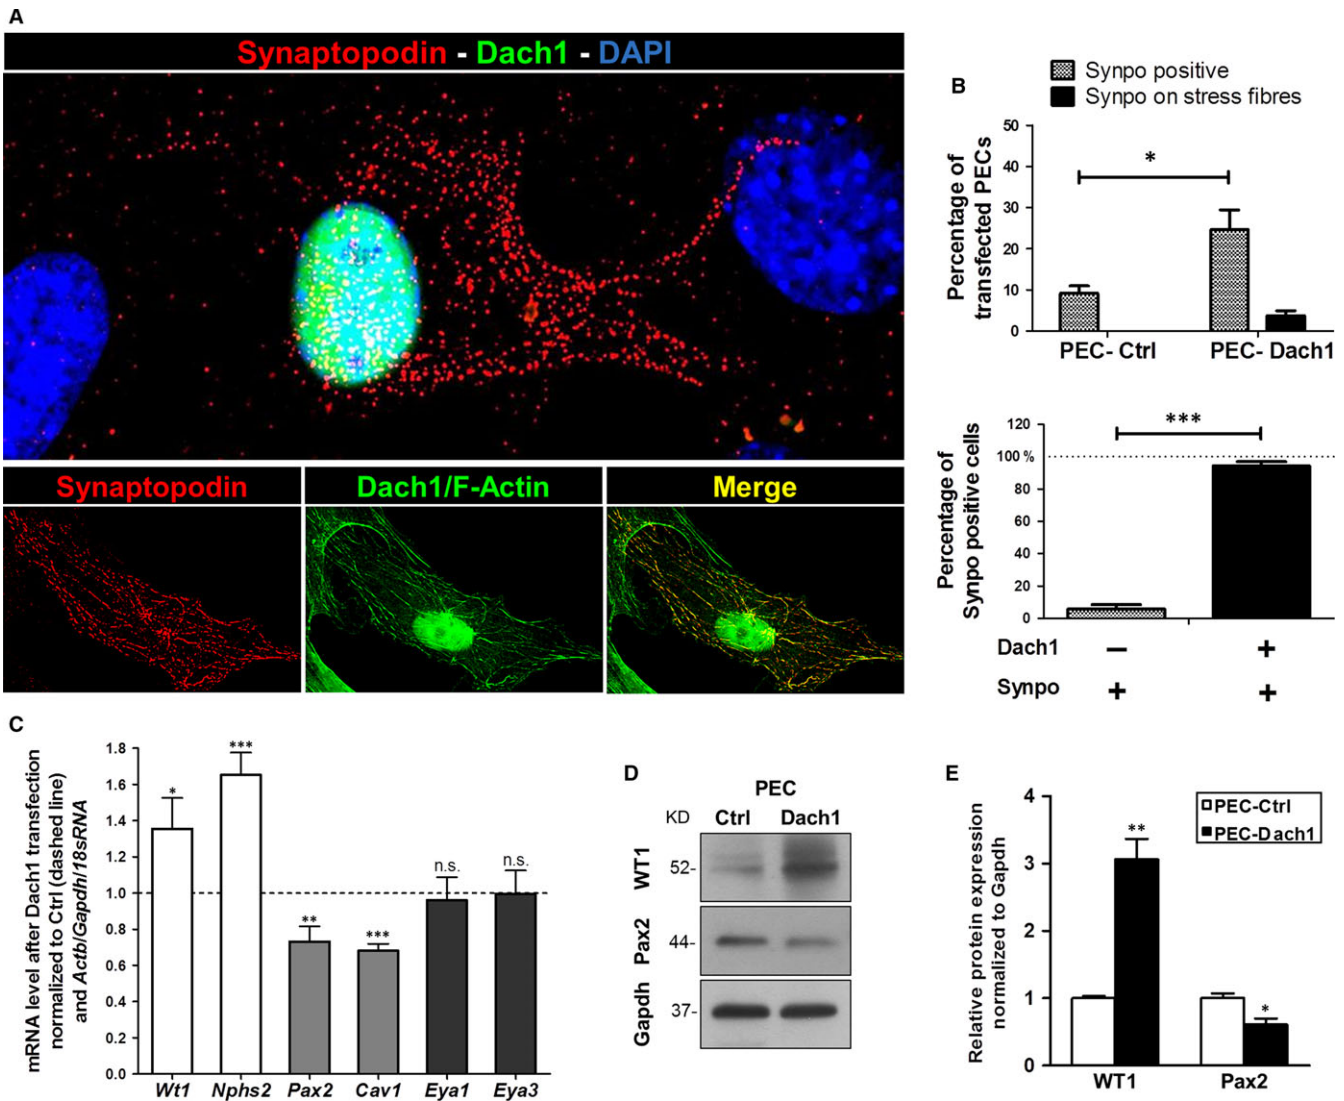 A
Synaptopodin - Dach1 - DAPI
Synaptopodin
Dach1/F-Actin
Merge
B
Synpo positive
Synpo on stress fibres
Percentage of
transfected PECs
50
40
30
20
10
0
*
PEC- Ctrl
PEC- Dach1
Percentage of
Synpo positive cells
120
100 %
80
60
40
20
0
***
Dach1 − +
Synpo + +
C
mRNA level after Dach1 transfection
normalized to Ctrl (dashed line)
and Actb/Gapdh/18sRNA
1.8
1.6
1.4
1.2
1.0
0.8
0.6
0.4
0.2
0.0
*
***
**
***
n.s.
n.s.
Wt1
Nphs2
Pax2
Cav1
Eya1
Eya3
D
PEC
KD Ctrl Dach1
WT1
52-
Pax2
44-
Gapdh
37-
E
Relative protein expression
normalized to Gapdh
4
3
2
1
0
PEC-Ctrl
PEC-Dach1
**
*
WT1
Pax2